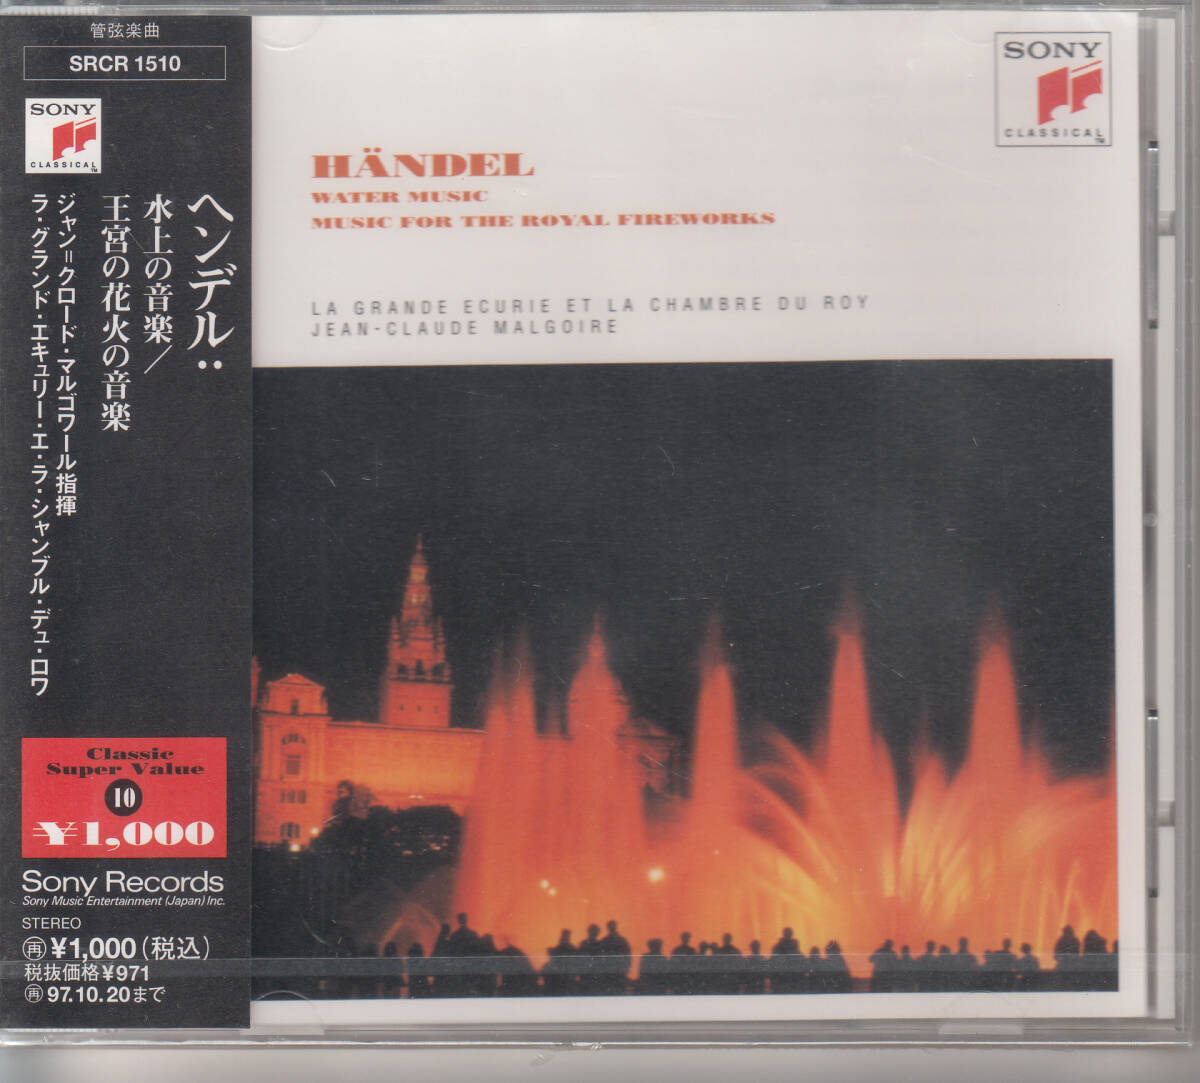 管弦楽曲
SRCR 1510
SONY
CLASSICAL
TM
ヘンデル:
水上の音楽/
王宮の花火の音楽
ジャン=クロード・マルゴワール指揮
ラ・グランド・エキュリー・エ・ラ・シャンブル・デュ・ロワ
Classic
Super Value
10
¥1,000
Sony Records
Sony Music Entertainment (Japan) Inc.
STEREO
再 ¥1,000(税込)
税抜価格¥971
再 97.10.20まで
SONY
CLASSICAL
TM
HÄNDEL
WATER MUSIC
MUSIC FOR THE ROYAL FIREWORKS
LA GRANDE ECURIE ET LA CHAMBRE DU ROY
JEAN-CLAUDE MALGOIRE